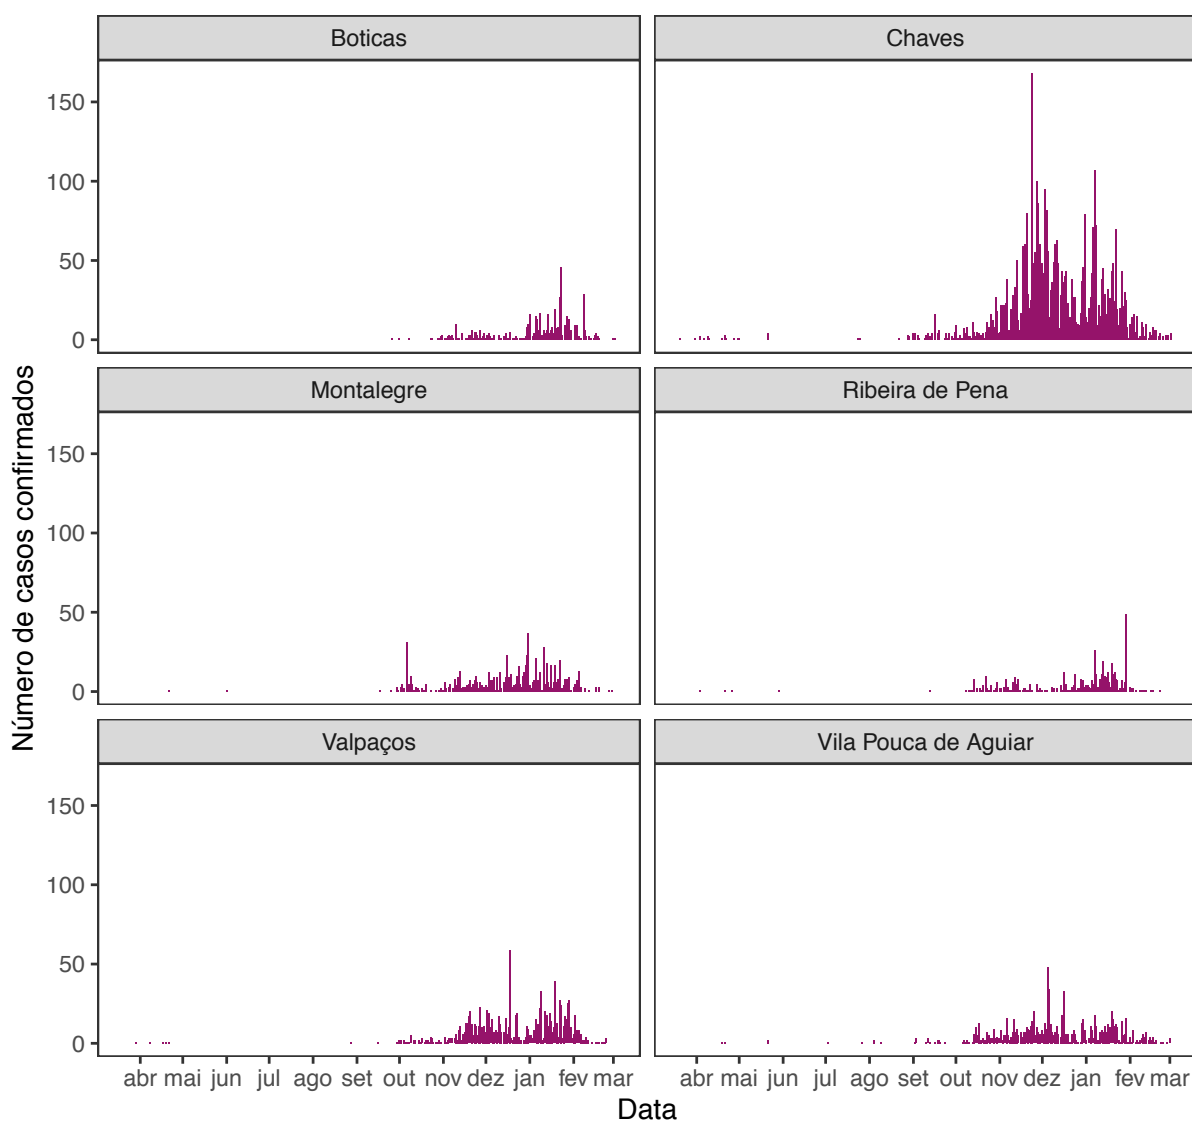 Boticas
Chaves
150
100
50
0
Montalegre
Ribeira de Pena
150
100
50
0
Valpaços
Vila Pouca de Aguiar
150
100
50
0
abr mai jun jul ago set out nov dez jan fev mar
abr mai jun jul ago set out nov dez jan fev mar
Data
Número de casos confirmados